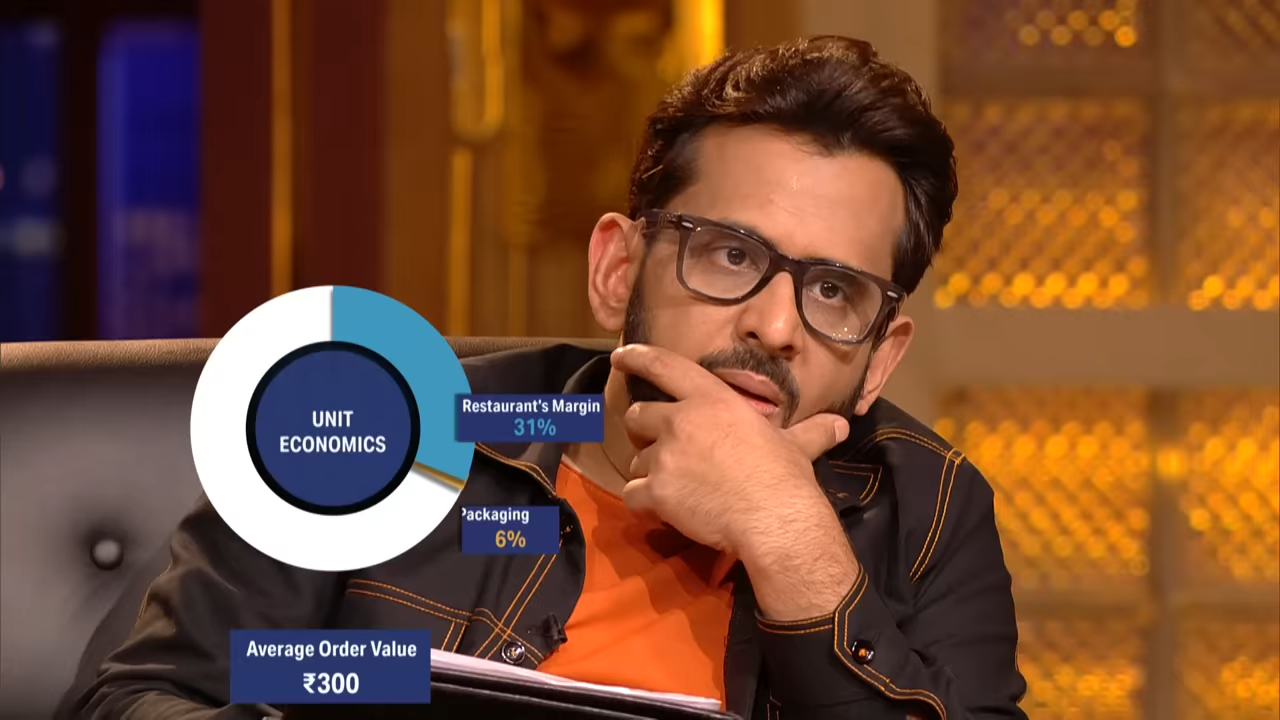 UNIT
ECONOMICS
Restaurant's Margin
31%
Packaging
6%
Average Order Value
₹300